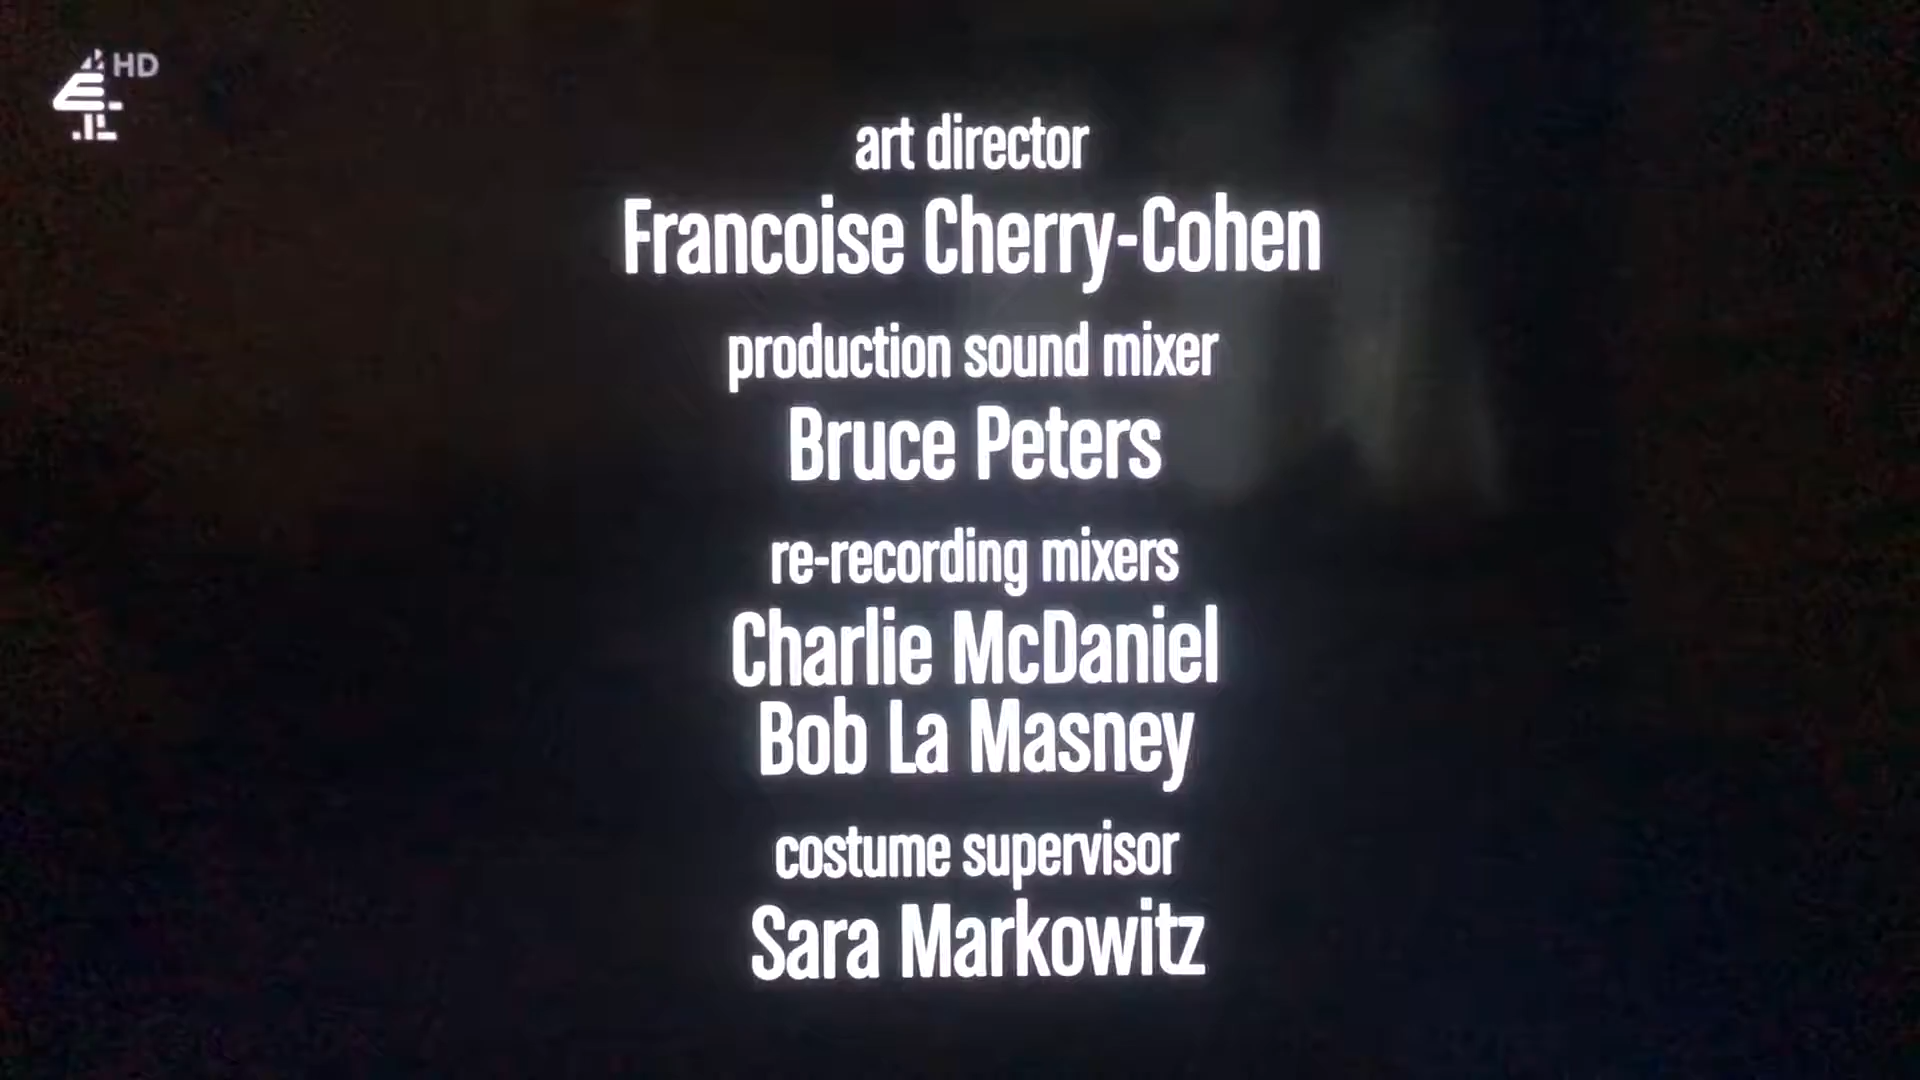 HD
art director
Francoise Cherry-Cohen
production sound mixer
Bruce Peters
re-recording mixers
Charlie McDaniel
Bob La Masney
costume supervisor
Sara Markowitz